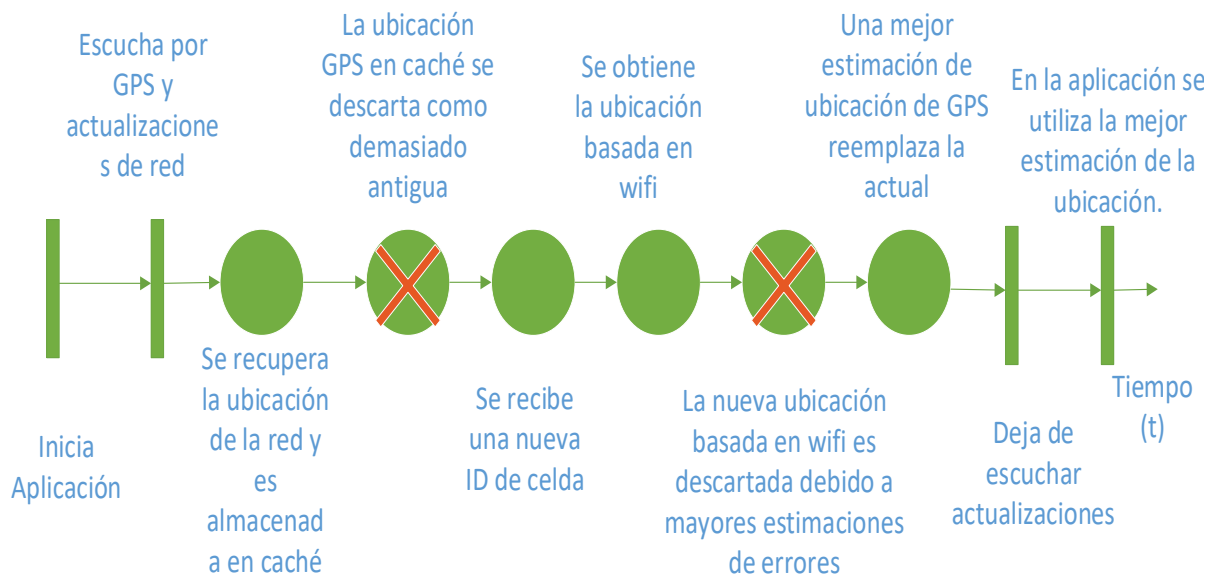 Inicia
Aplicación
Escucha por
GPS y
actualizacione
s de red
Se recupera
la ubicación
de la red y
es
almacenad
a en caché
La ubicación
GPS en caché se
descarta como
demasiado
antigua
Se recibe
una nueva
ID de celda
Se obtiene
la ubicación
basada en
wifi
La nueva ubicación
basada en wifi es
descartada debido a
mayores estimaciones
de errores
Una mejor
estimación de
ubicación de GPS
reemplaza la
actual
Deja de
escuchar
actualizaciones
En la aplicación se
utiliza la mejor
estimación de la
ubicación.
Tiempo
(t)